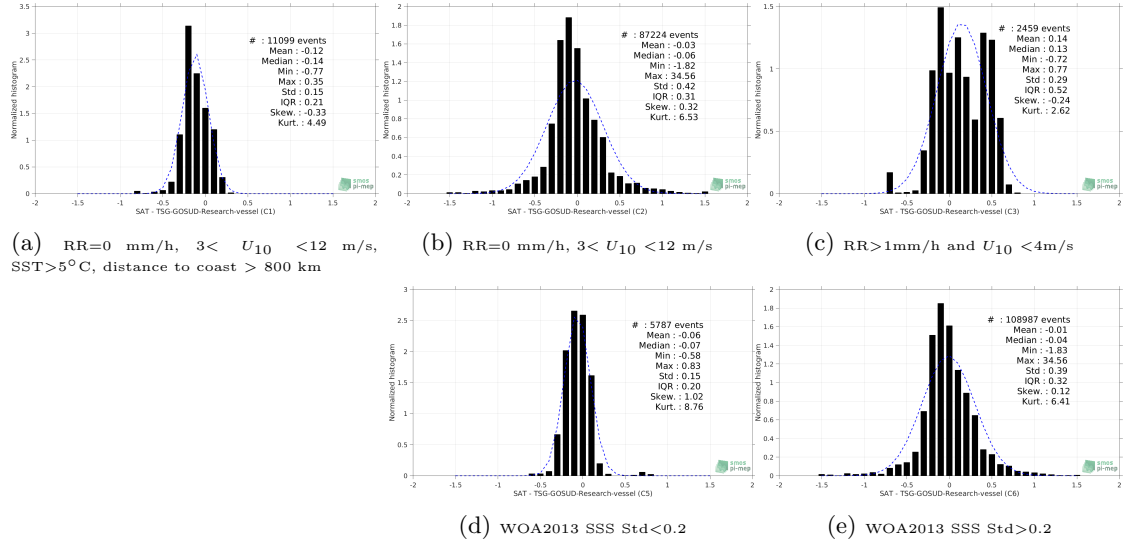 3.5
3
2.5
2
1.5
1
0.5
0
Normalized histogram
# : 11099 events
Mean : -0.12
Median : -0.14
Min : -0.77
Max : 0.35
Std : 0.15
IQR : 0.21
Skew. : -0.33
Kurt. : 4.49
smos
pi-mep
-2 -1.5 -1 -0.5 0 0.5 1 1.5 2
SAT - TSG-GOSUD-Research-vessel (C1)
(a) RR=0 mm/h, 3< U10 <12 m/s,
SST>5°C, distance to coast > 800 km
2
1.8
1.6
1.4
1.2
1
0.8
0.6
0.4
0.2
0
Normalized histogram
# : 87224 events
Mean : -0.03
Median : -0.06
Min : -1.82
Max : 34.56
Std : 0.42
IQR : 0.31
Skew. : 0.32
Kurt. : 6.53
smos
pi-mep
-2 -1.5 -1 -0.5 0 0.5 1 1.5 2
SAT - TSG-GOSUD-Research-vessel (C2)
(b) RR=0 mm/h, 3< U10 <12 m/s
1.5
1
0.5
0
Normalized histogram
# : 2459 events
Mean : 0.14
Median : 0.13
Min : -0.72
Max : 0.77
Std : 0.29
IQR : 0.52
Skew. : -0.24
Kurt. : 2.62
smos
pi-mep
-2 -1.5 -1 -0.5 0 0.5 1 1.5 2
SAT - TSG-GOSUD-Research-vessel (C3)
(c) RR>1mm/h and U10 <4m/s
3
2.5
2
1.5
1
0.5
0
Normalized histogram
# : 5787 events
Mean : -0.06
Median : -0.07
Min : -0.58
Max : 0.83
Std : 0.15
IQR : 0.20
Skew. : 1.02
Kurt. : 8.76
smos
pi-mep
-2 -1.5 -1 -0.5 0 0.5 1 1.5 2
SAT - TSG-GOSUD-Research-vessel (C5)
(d) WOA2013 SSS Std<0.2
2
1.8
1.6
1.4
1.2
1
0.8
0.6
0.4
0.2
0
Normalized histogram
# : 108987 events
Mean : -0.01
Median : -0.04
Min : -1.83
Max : 34.56
Std : 0.39
IQR : 0.32
Skew. : 0.12
Kurt. : 6.41
smos
pi-mep
-2 -1.5 -1 -0.5 0 0.5 1 1.5 2
SAT - TSG-GOSUD-Research-vessel (C6)
(e) WOA2013 SSS Std>0.2